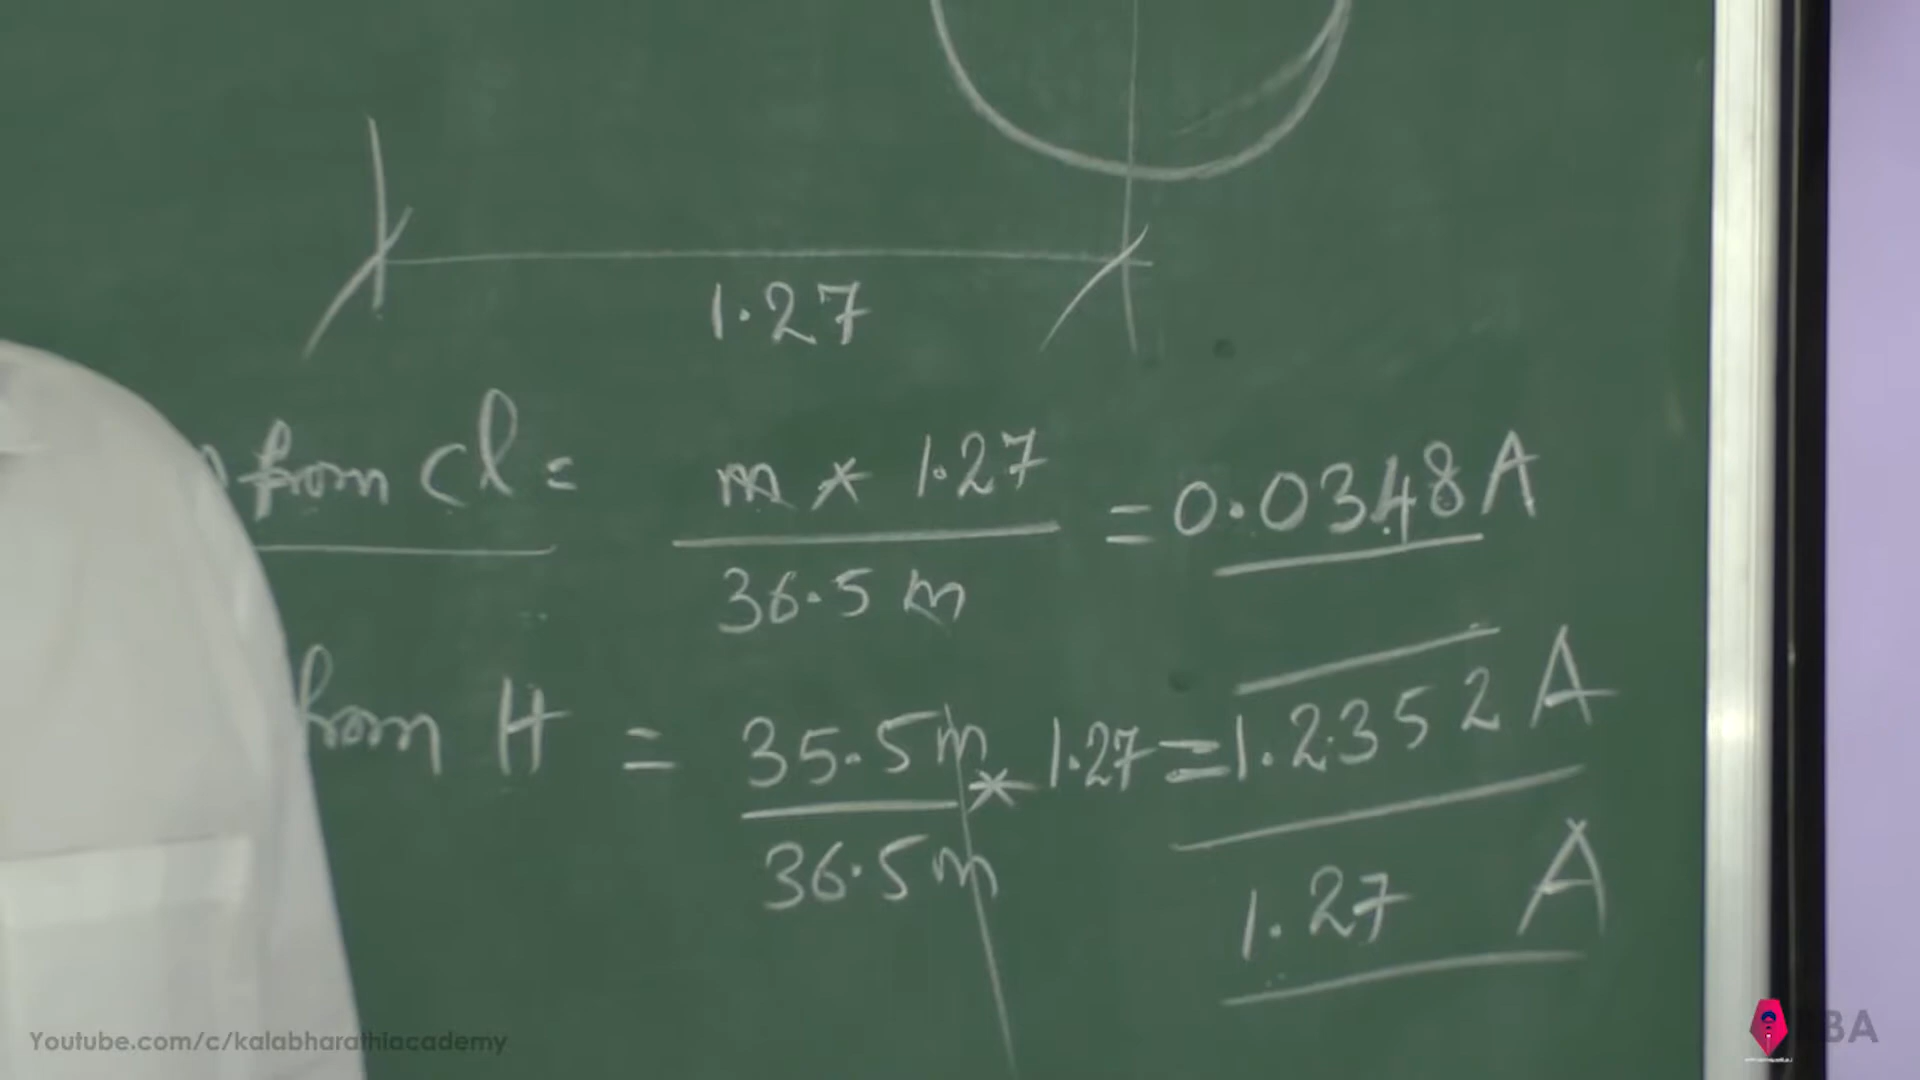 1.27
from Cl = m * 1.27 / 36.5 m = 0.0348 A
from H = 35.5 m / 36.5 m * 1.27 = 1.2352 A
1.27 A
Youtube.com/c/kalabharathiacademy
BA